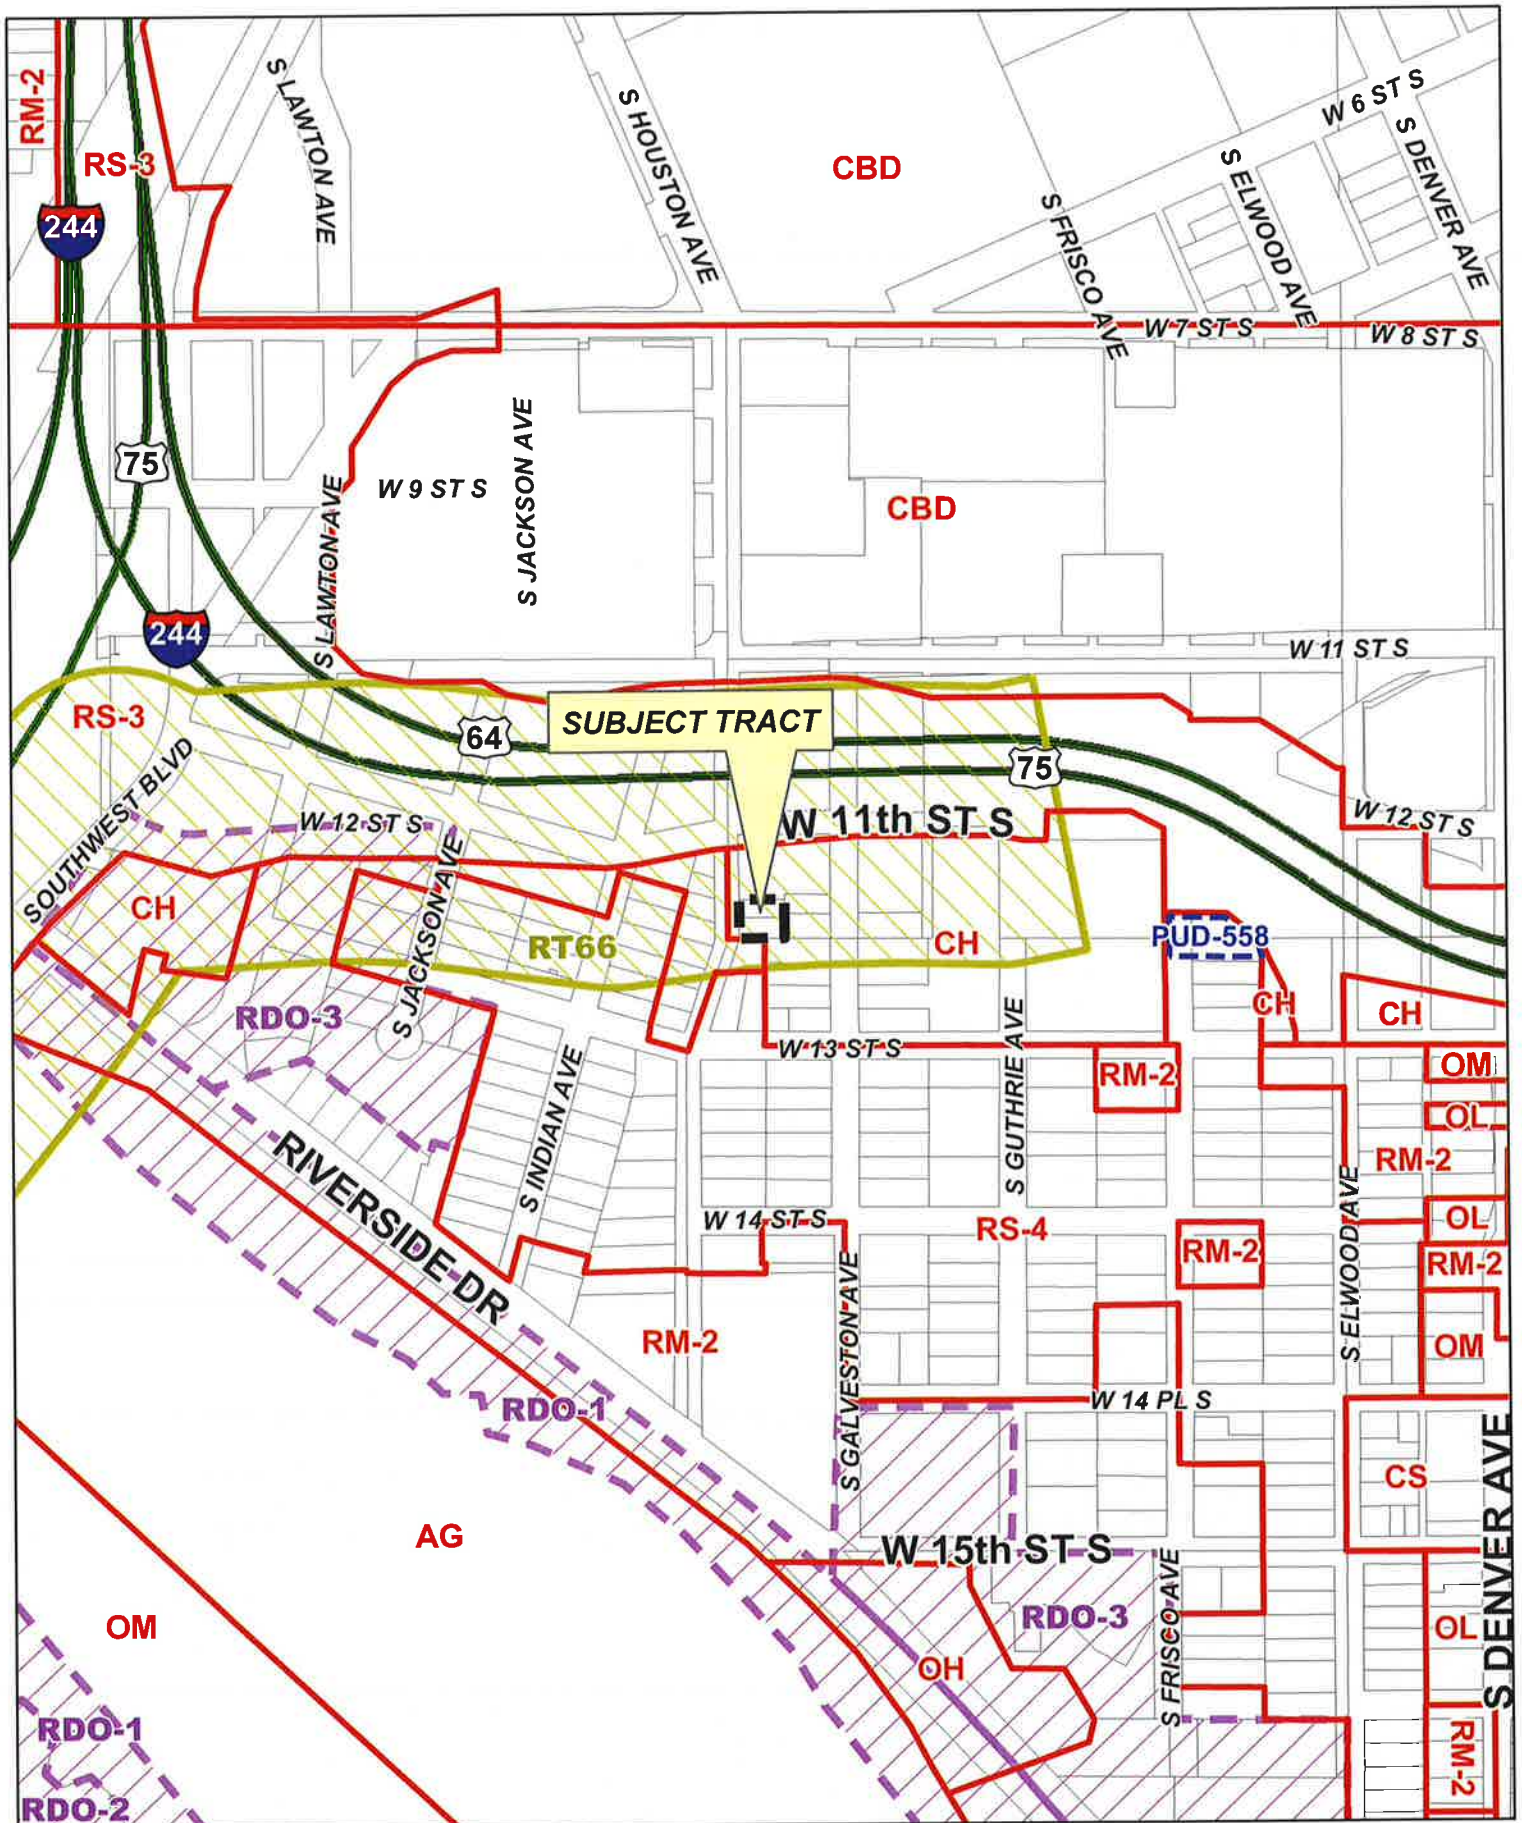 RM-2
RS-3
244
S LAWTON AVE
S HOUSTON AVE
CBD
W 6 ST S
S DENVER AVE
S ELWOOD AVE
S FRISCO AVE
W 7 ST S
W 8 ST S
75
W 9 ST S
S JACKSON AVE
CBD
S LAWTON AVE
244
W 11 ST S
RS-3
64
SUBJECT TRACT
75
SOUTHWEST BLVD
W 12 ST S
W 11th ST S
W 12 ST S
CH
S JACKSON AVE
RT66
CH
PUD-558
RDO-3
CH
CH
W 13 ST S
S INDIAN AVE
S GUTHRIE AVE
RM-2
OM
OL
RM-2
RIVERSIDE DR
W 14 ST S
RS-4
S ELWOOD AVE
OL
RM-2
RM-2
RM-2
S GALVESTON AVE
OM
RDO-1
W 14 PL S
CS
S DENVER AVE
AG
W 15th ST S
OM
RDO-3
S FRISCO AVE
OL
OH
RDO-1
RM-2
RDO-2